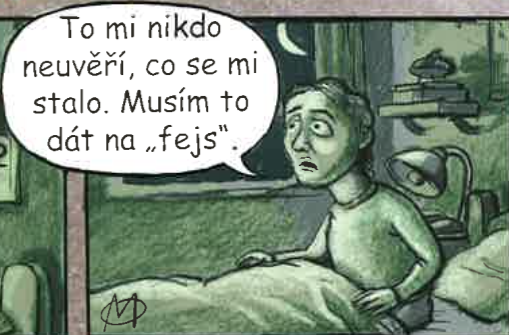 To mi nikdo
neuvěří, co se mi
stalo. Musím to
dát na „fejs“.